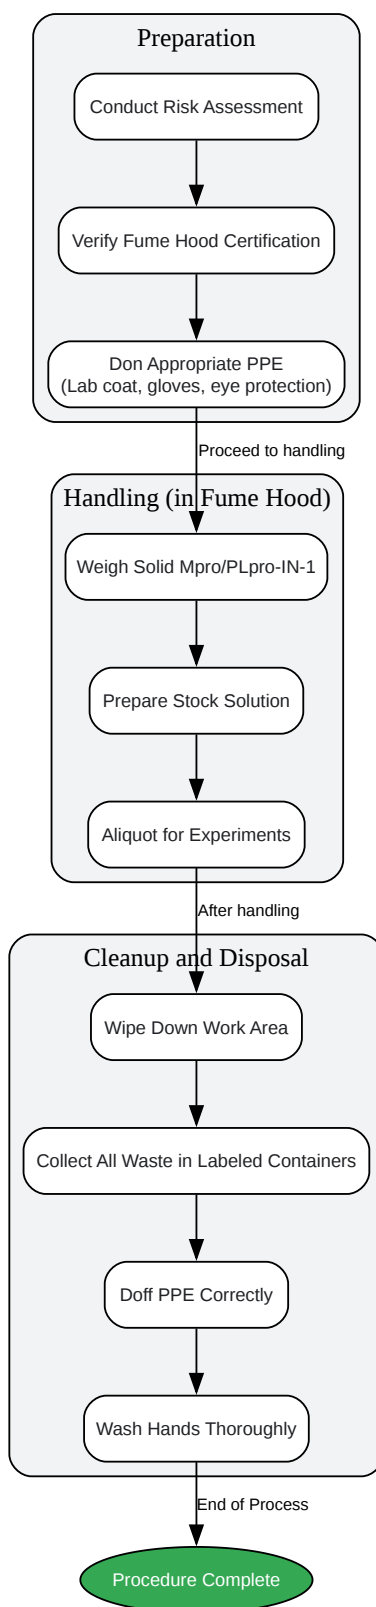 Preparation
Conduct Risk Assessment
Verify Fume Hood Certification
Don Appropriate PPE
(Lab coat, gloves, eye protection)
Proceed to handling
Handling (in Fume Hood)
Weigh Solid Mpro/PLpro-IN-1
Prepare Stock Solution
Aliquot for Experiments
After handling
Cleanup and Disposal
Wipe Down Work Area
Collect All Waste in Labeled Containers
Doff PPE Correctly
Wash Hands Thoroughly
End of Process
Procedure Complete